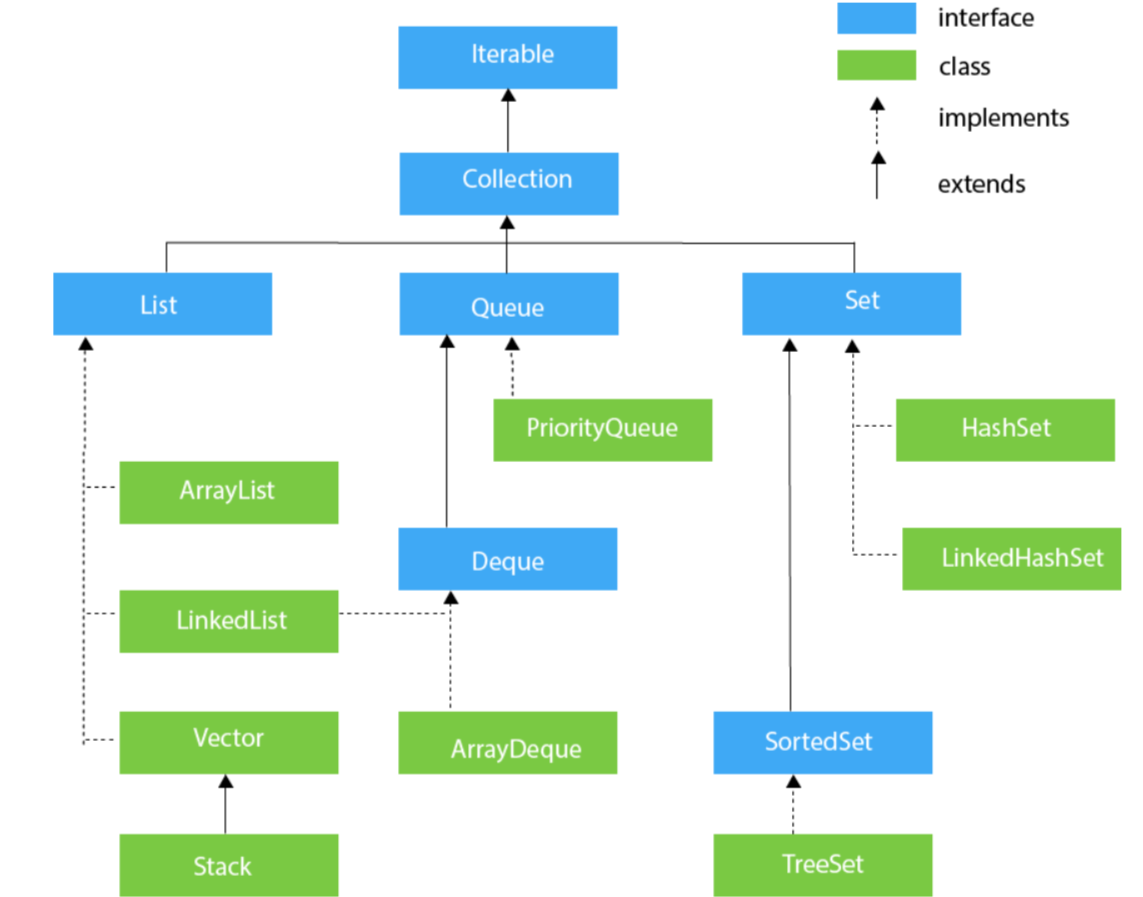 interface
class
implements
extends
Iterable
Collection
List
Queue
Set
PriorityQueue
HashSet
ArrayList
Deque
LinkedHashSet
LinkedList
Vector
ArrayDeque
SortedSet
Stack
TreeSet